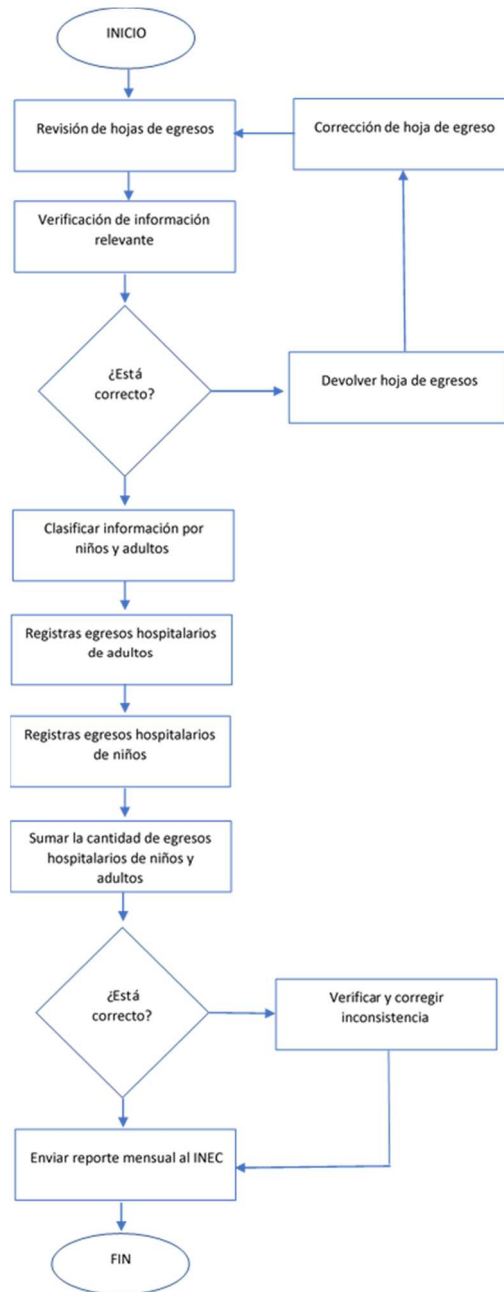 INICIO
Revisión de hojas de egresos
Corrección de hoja de egreso
Verificación de información
relevante
¿Está
correcto?
Devolver hoja de egresos
Clasificar información por
niños y adultos
Registras egresos hospitalarios
de adultos
Registras egresos hospitalarios
de niños
Sumar la cantidad de egresos
hospitalarios de niños y
adultos
¿Está
correcto?
Verificar y corregir
inconsistencia
Enviar reporte mensual al INEC
FIN